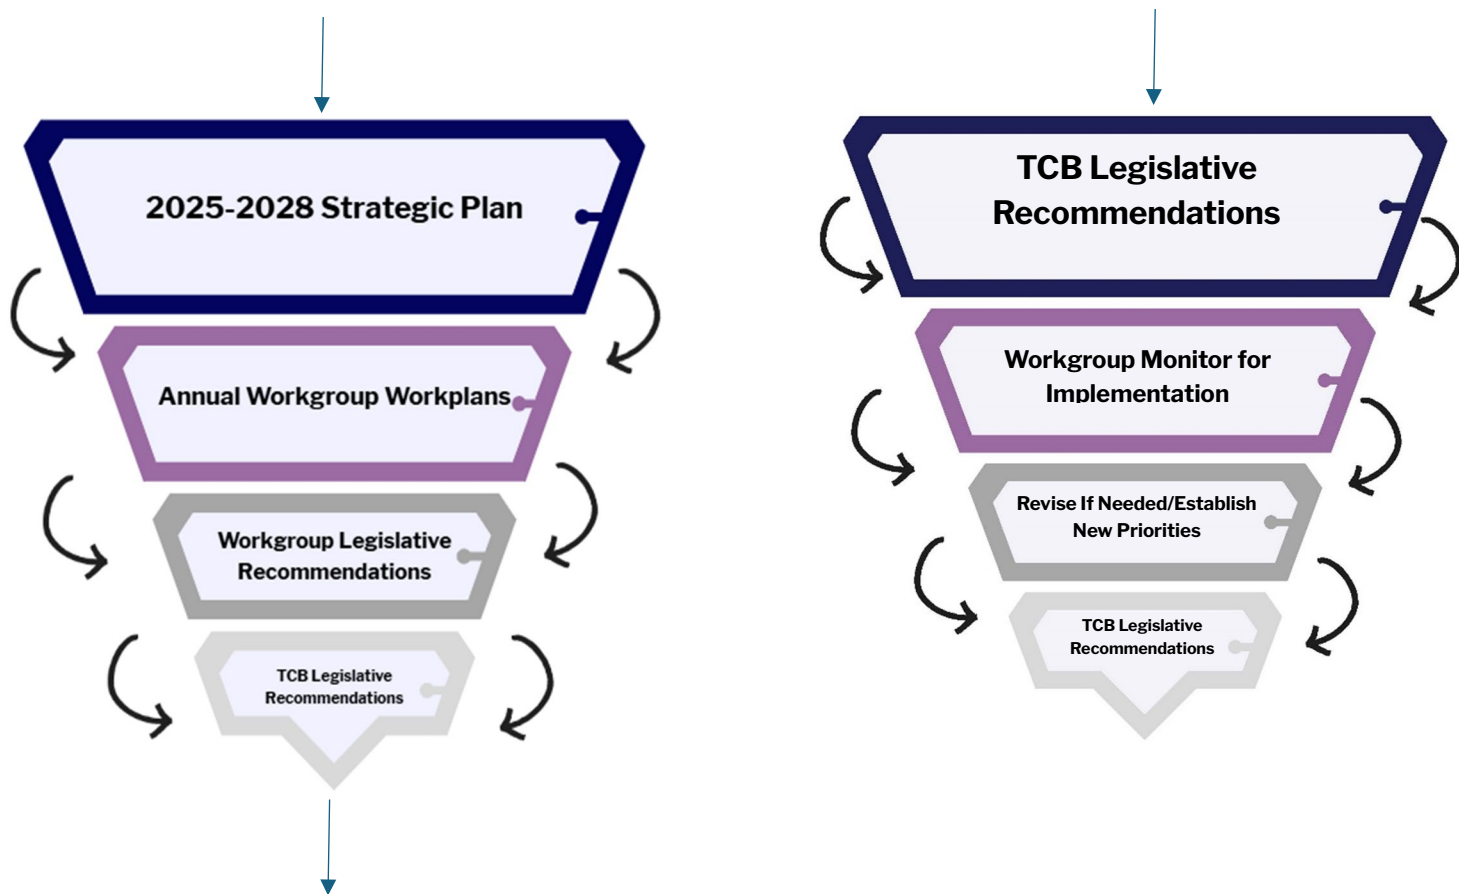 2025-2028 Strategic Plan
Annual Workgroup Workplans
Workgroup Legislative
Recommendations
TCB Legislative
Recommendations
TCB Legislative
Recommendations
Workgroup Monitor for
Implementation
Revise If Needed/Establish
New Priorities
TCB Legislative
Recommendations